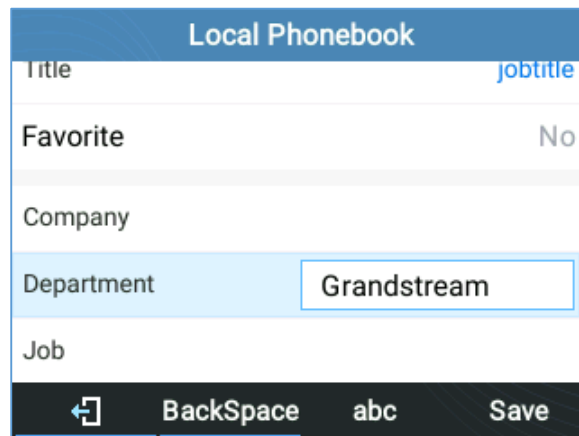 Local Phonebook
Title jobtitle
Favorite No
Company
Department Grandstream
Job
BackSpace abc Save